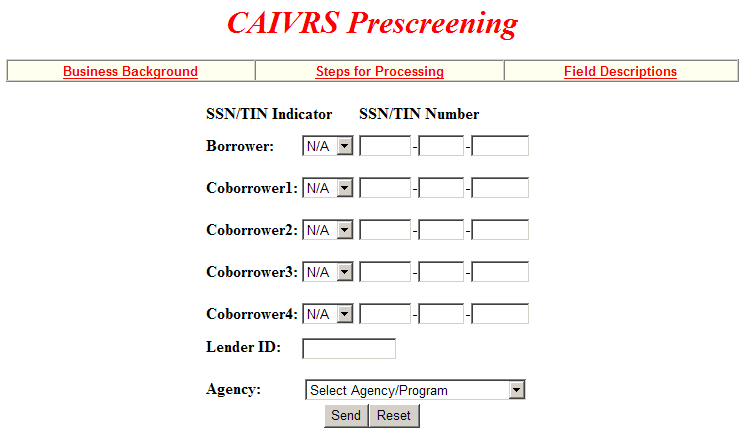 CAIVRS Prescreening
Business Background Steps for Processing Field Descriptions
SSN/TIN Indicator SSN/TIN Number
Borrower: N/A - -
Coborrower1: N/A - -
Coborrower2: N/A - -
Coborrower3: N/A - -
Coborrower4: N/A - -
Lender ID:
Agency: Select Agency/Program
Send Reset